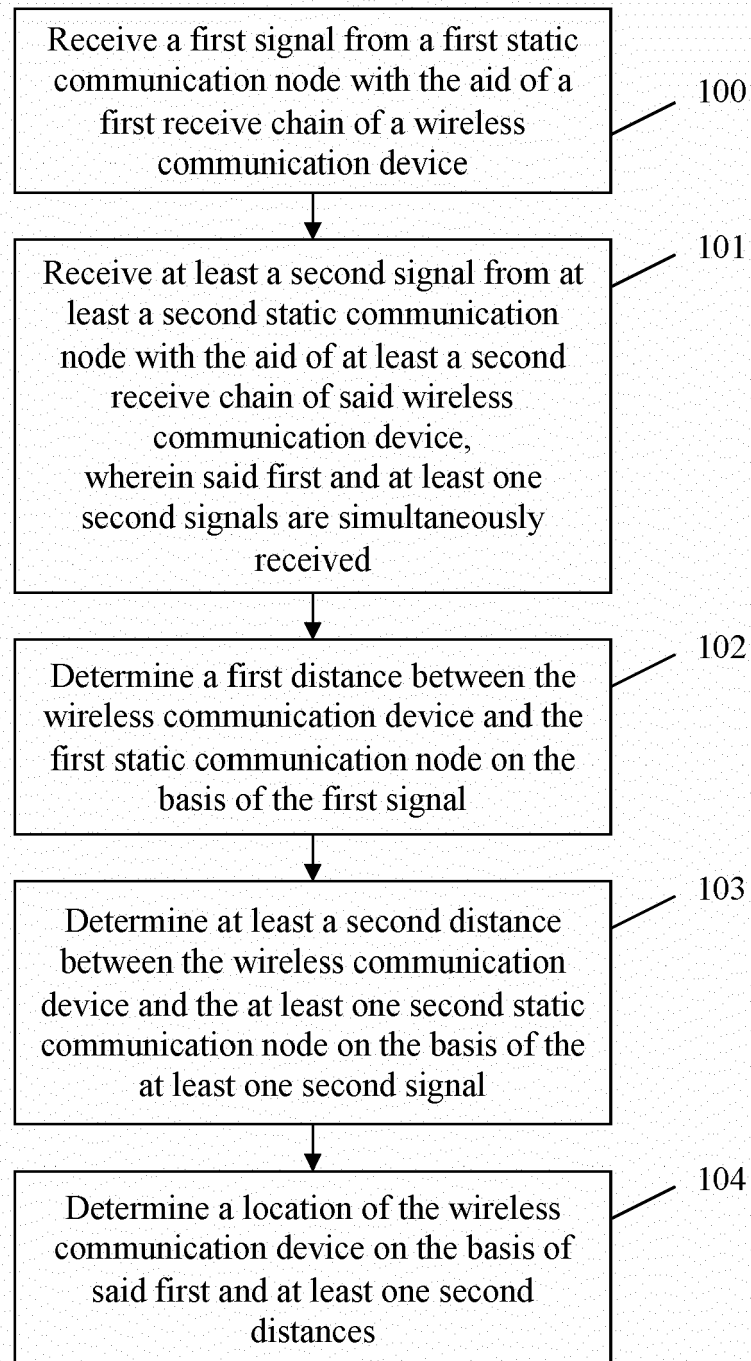 Receive a first signal from a first static
communication node with the aid of a
first receive chain of a wireless
communication device
100
Receive at least a second signal from at
least a second static communication
node with the aid of at least a second
receive chain of said wireless
communication device,
wherein said first and at least one
second signals are simultaneously
received
101
Determine a first distance between the
wireless communication device and the
first static communication node on the
basis of the first signal
102
Determine at least a second distance
between the wireless communication
device and the at least one second static
communication node on the basis of the
at least one second signal
103
Determine a location of the wireless
communication device on the basis of
said first and at least one second
distances
104